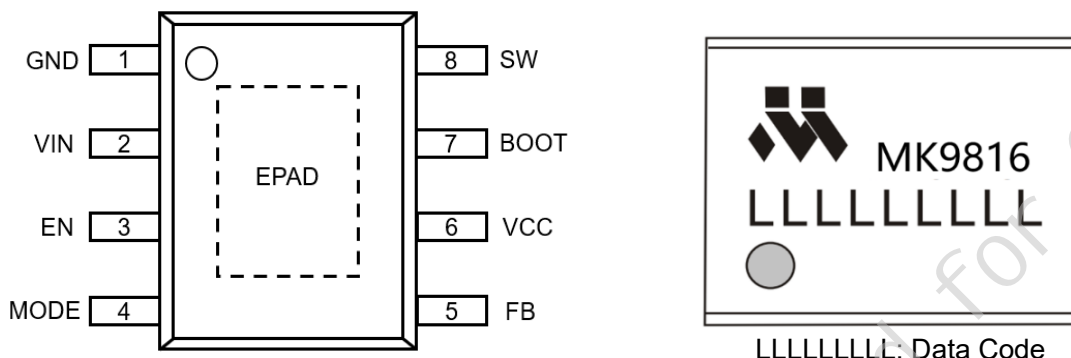 GND 1 8 SW
VIN 2 7 BOOT
EPAD
EN 3 6 VCC
MODE 4 5 FB
MK9816
LLLLLLLLL
LLLLLLLLL: Data Code
for